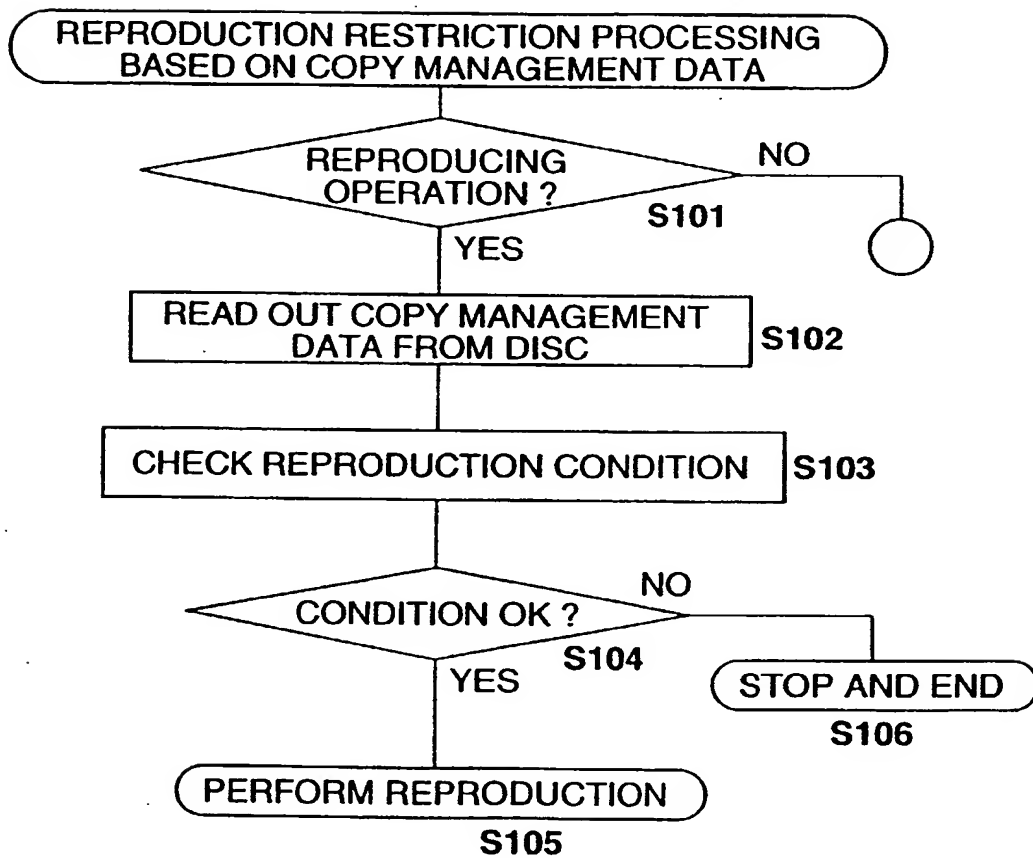 REPRODUCTION RESTRICTION PROCESSING
BASED ON COPY MANAGEMENT DATA
REPRODUCING
OPERATION ?
NO
S101
YES
READ OUT COPY MANAGEMENT
DATA FROM DISC
S102
CHECK REPRODUCTION CONDITION
S103
CONDITION OK ?
NO
S104
YES
STOP AND END
S106
PERFORM REPRODUCTION
S105